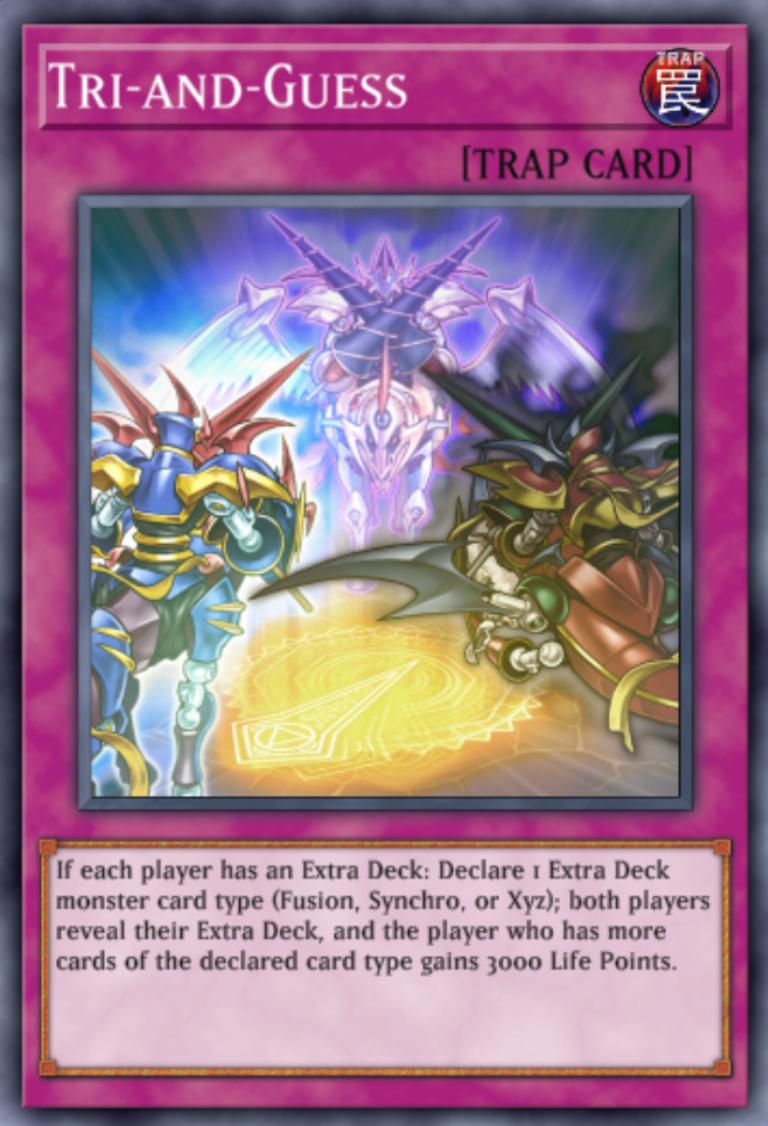 Tri-and-Guess
TRAP
罠
[TRAP CARD]
If each player has an Extra Deck: Declare 1 Extra Deck
monster card type (Fusion, Synchro, or Xyz); both players
reveal their Extra Deck, and the player who has more
cards of the declared card type gains 3000 Life Points.